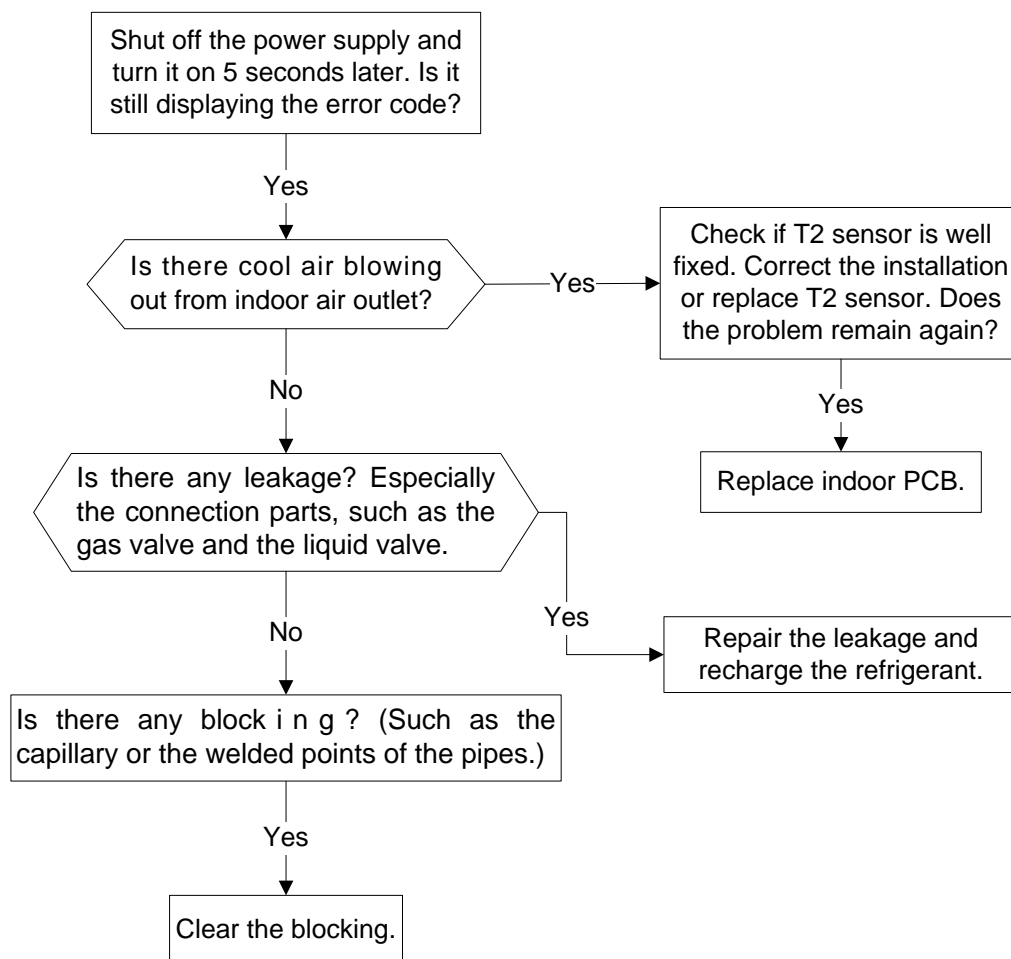 Shut off the power supply and
turn it on 5 seconds later. Is it
still displaying the error code?
Yes
Is there cool air blowing
out from indoor air outlet?
Yes
Check if T2 sensor is well
fixed. Correct the installation
or replace T2 sensor. Does
the problem remain again?
Yes
Replace indoor PCB.
No
Is there any leakage? Especially
the connection parts, such as the
gas valve and the liquid valve.
Yes
Repair the leakage and
recharge the refrigerant.
No
Is there any blocking? (Such as the
capillary or the welded points of the pipes.)
Yes
Clear the blocking.